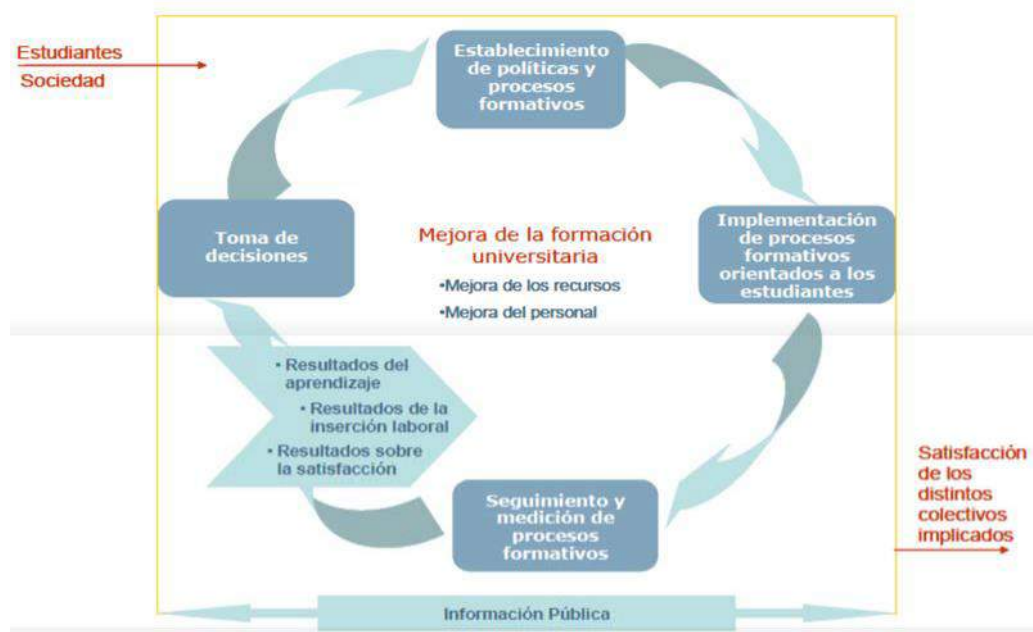 Estudiantes
Sociedad
Establecimiento
de políticas y
procesos
formativos
Toma de
decisiones
Mejora de la formación
universitaria
•Mejora de los recursos
•Mejora del personal
Implementación
de procesos
formativos
orientados a los
estudiantes
• Resultados del
aprendizaje
• Resultados de la
inserción laboral
• Resultados sobre
la satisfacción
Seguimiento y
medición de
procesos
formativos
Satisfacción
de los
distintos
colectivos
implicados
Información Pública